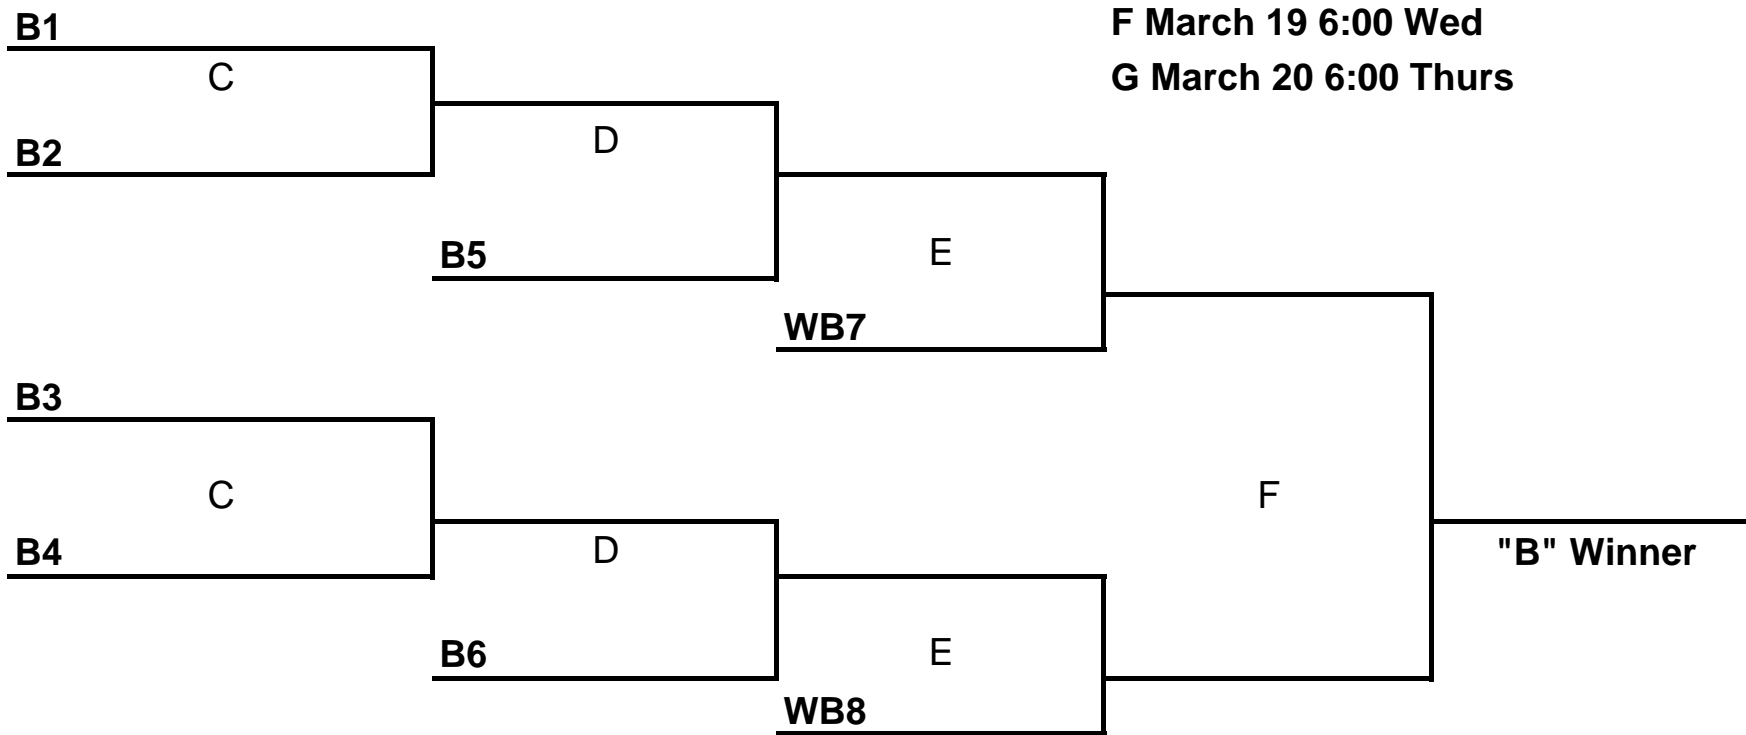 B1
F March 19 6:00 Wed
C
G March 20 6:00 Thurs
B2
D
B5
E
WB7
B3
C
F
B4
D
"B" Winner
B6
E
WB8